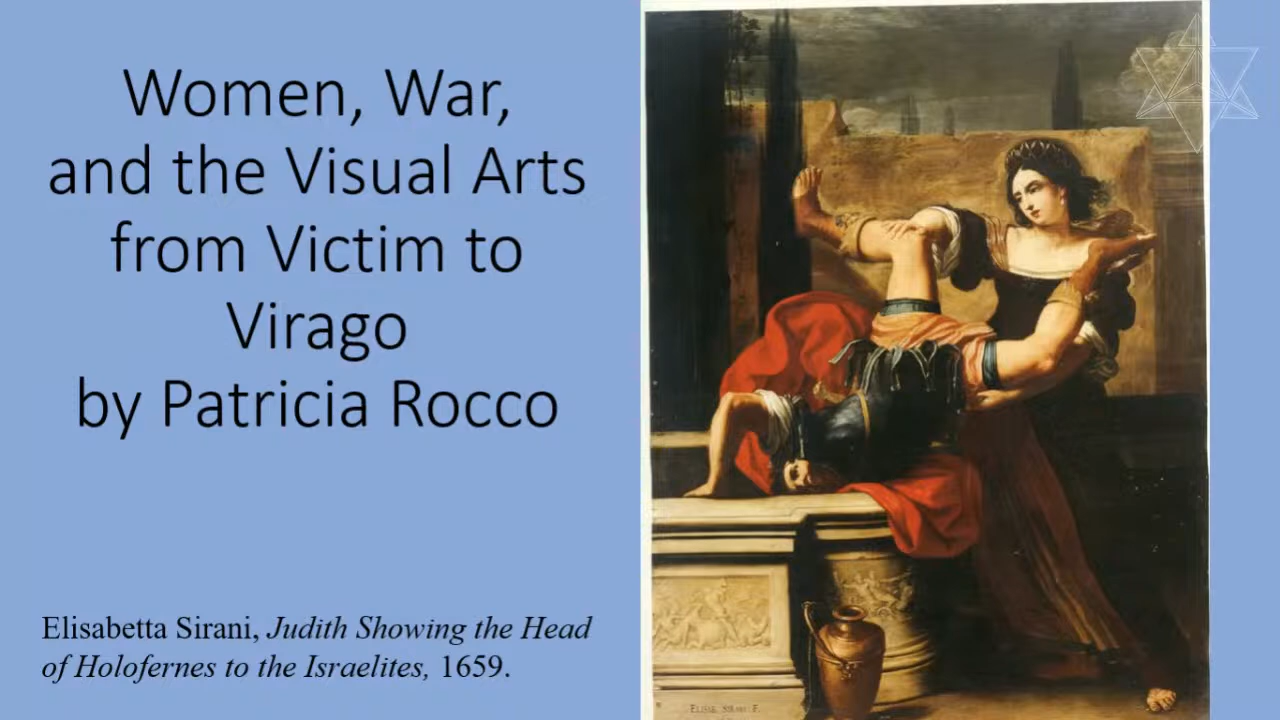 Women, War,
and the Visual Arts
from Victim to
Virago
by Patricia Rocco
Elisabetta Sirani, Judith Showing the Head
of Holofernes to the Israelites, 1659.
SIRANI F.